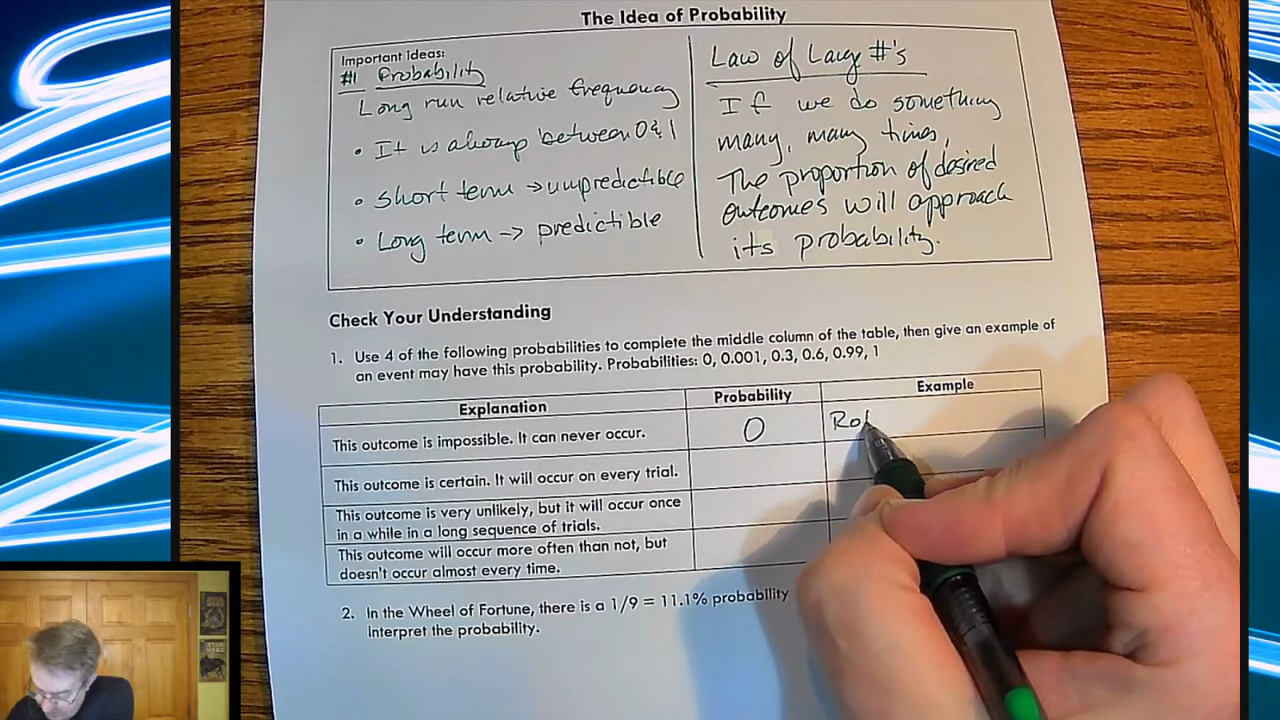 The Idea of Probability
Important ideas:
#1 Probability
Long run relative frequency
• It is always between 0 & 1
• short term → unpredictible
• Long term → predictible
Law of Large #'s
If we do something
many, many times,
The proportion of desired
outcomes will approach
its probability.
Check Your Understanding
1. Use 4 of the following probabilities to complete the middle column of the table, then give an example of
an event may have this probability. Probabilities: 0, 0.001, 0.3, 0.6, 0.99, 1
Explanation Probability Example
This outcome is impossible. It can never occur. 0 Rol
This outcome is certain. It will occur on every trial.
This outcome is very unlikely, but it will occur once
in a while in a long sequence of trials.
This outcome will occur more often than not, but
doesn't occur almost every time.
2. In the Wheel of Fortune, there is a 1/9 = 11.1% probability
Interpret the probability.
STAR
WARS